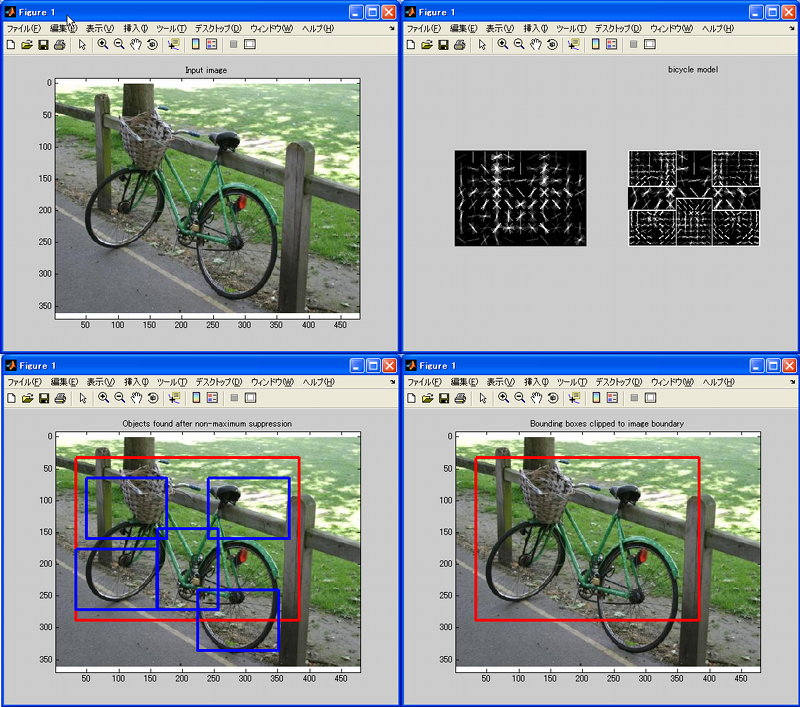 Figure 1
ファイル(F) 編集(E) 表示(V) 挿入(I) ツール(T) デスクトップ(D) ウィンドウ(W) ヘルプ(H)
Input image
0
50
100
150
200
250
300
350
50 100 150 200 250 300 350 400 450
Figure 1
ファイル(F) 編集(E) 表示(V) 挿入(I) ツール(T) デスクトップ(D) ウィンドウ(W) ヘルプ(H)
bicycle model
Figure 1
ファイル(F) 編集(E) 表示(V) 挿入(I) ツール(T) デスクトップ(D) ウィンドウ(W) ヘルプ(H)
Objects found after non-maximum suppression
0
50
100
150
200
250
300
350
50 100 150 200 250 300 350 400 450
Figure 1
ファイル(F) 編集(E) 表示(V) 挿入(I) ツール(T) デスクトップ(D) ウィンドウ(W) ヘルプ(H)
Bounding boxes clipped to image boundary
0
50
100
150
200
250
300
350
50 100 150 200 250 300 350 400 450